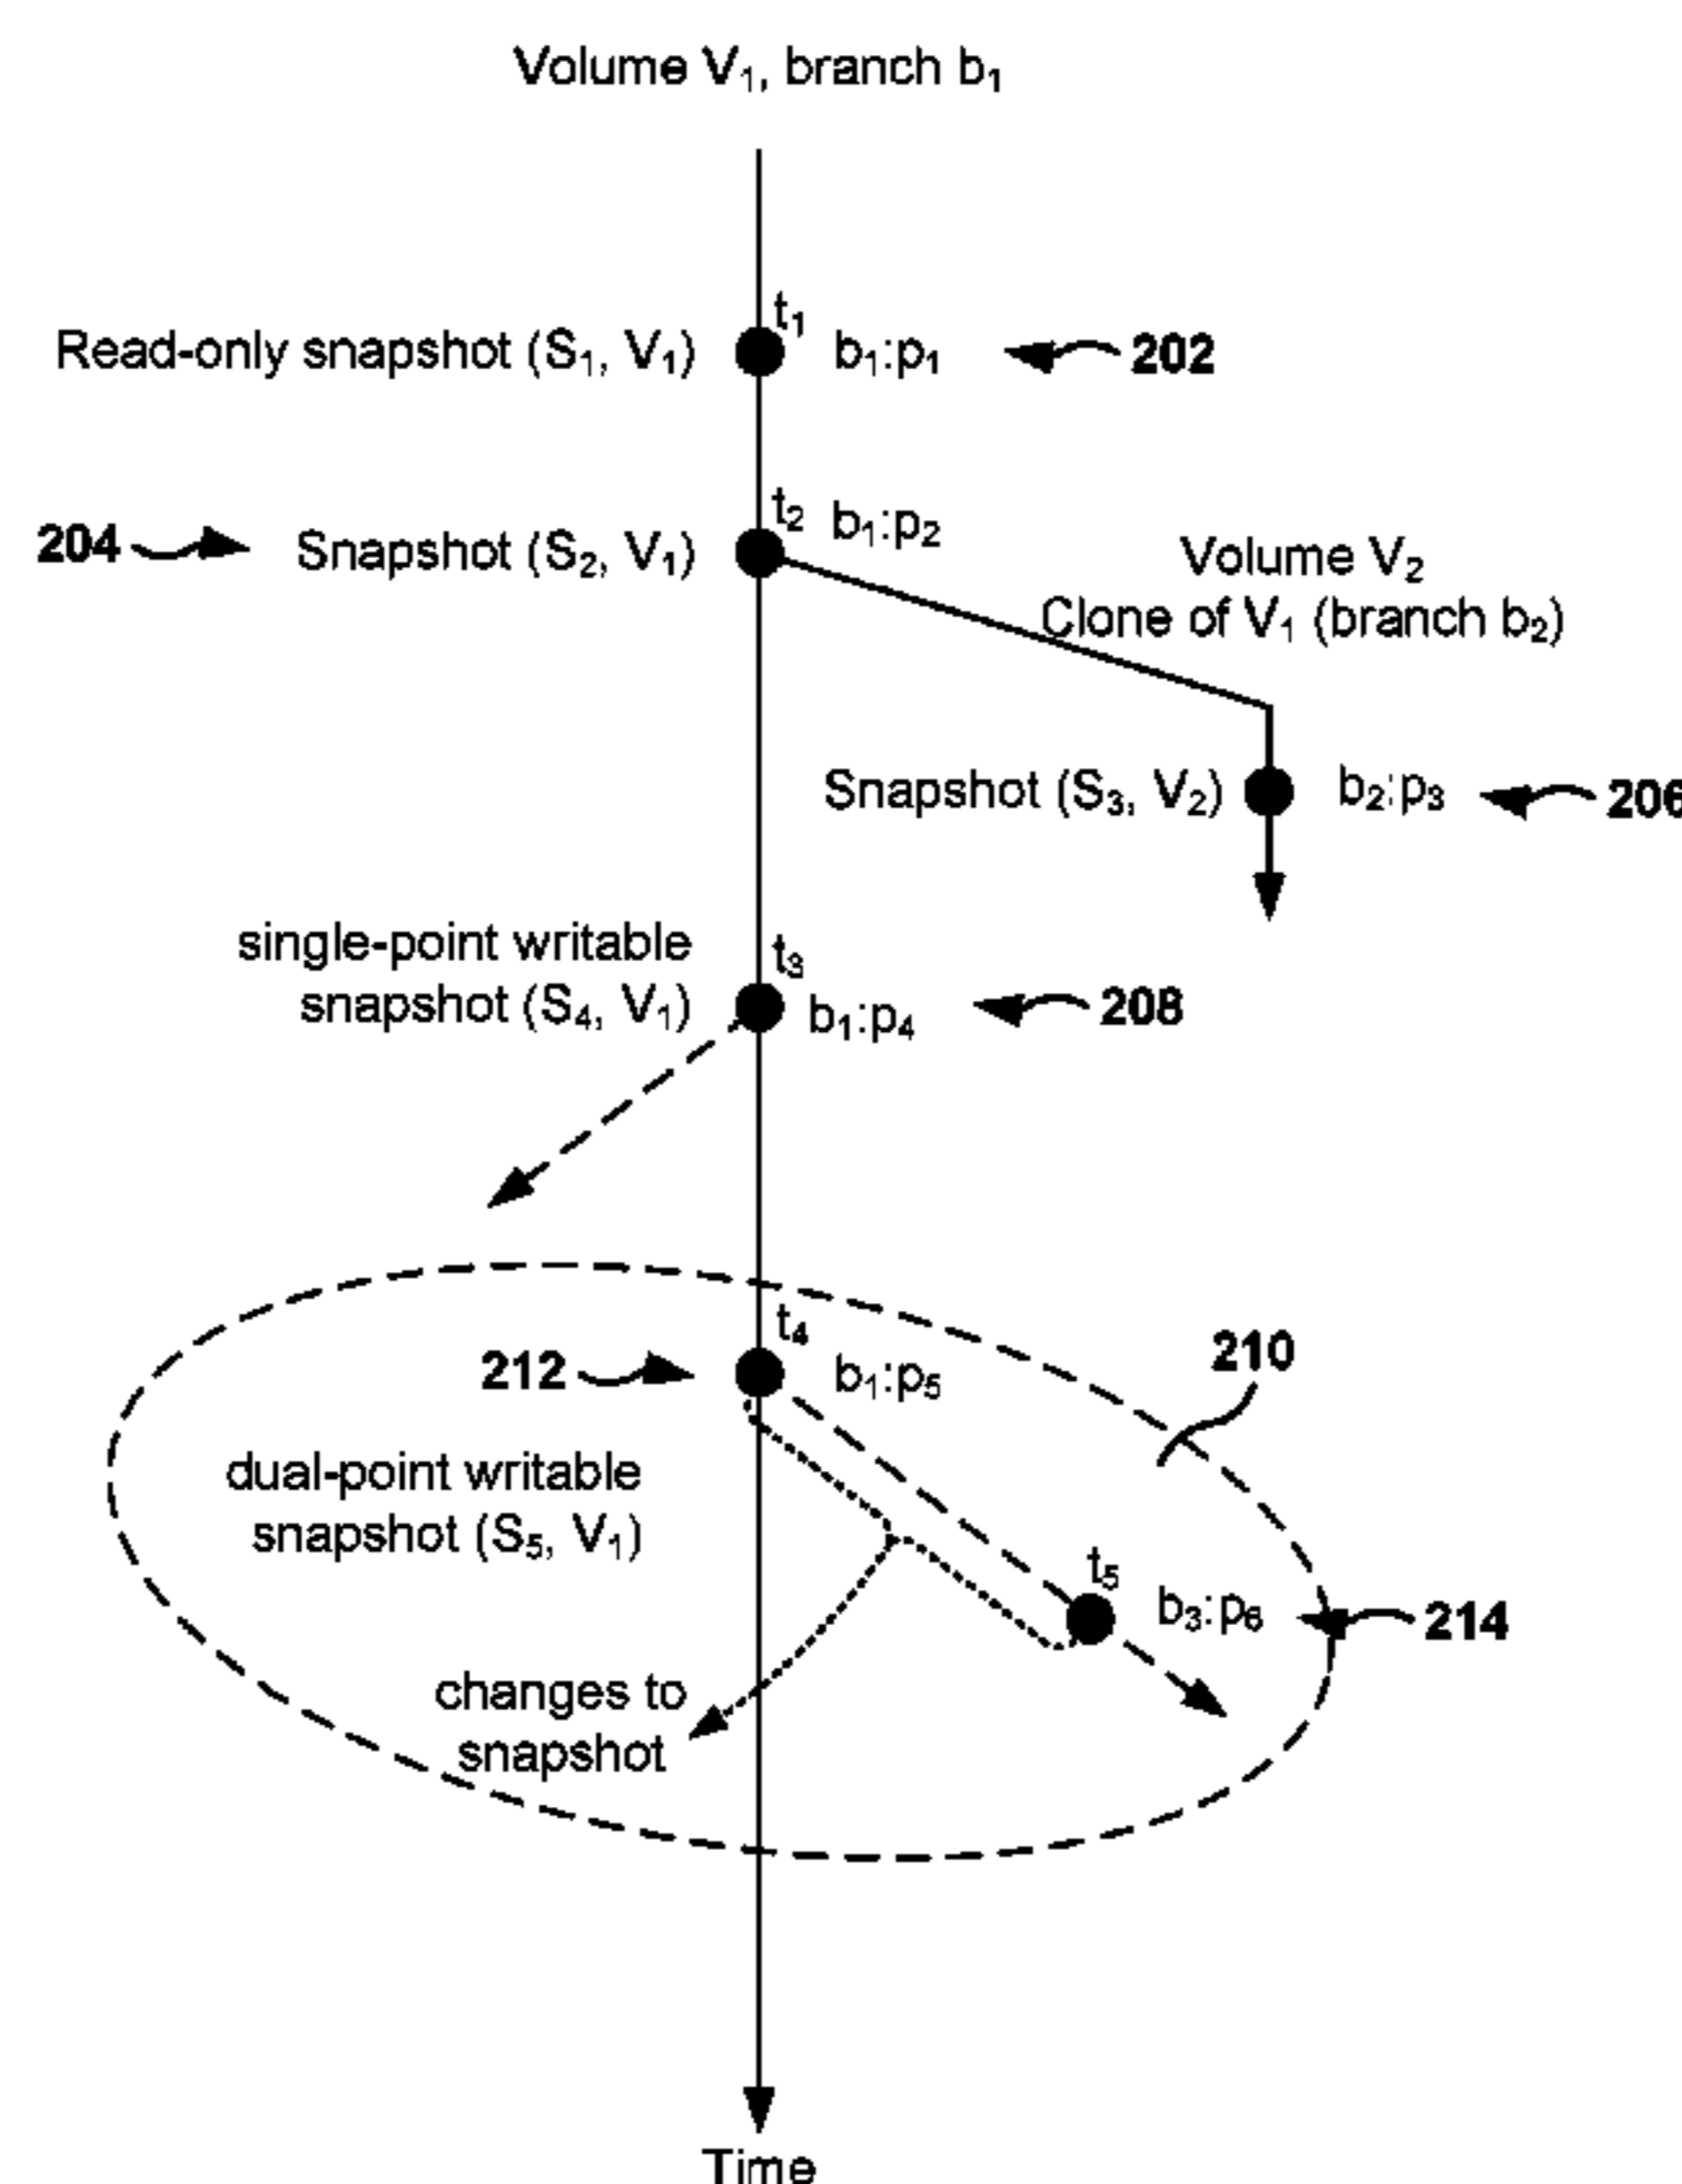 Volume V₁, branch b₁
t₁
Read-only snapshot (S₁, V₁) b₁:p₁ 202
t₂
204 Snapshot (S₂, V₁) b₁:p₂
Volume V₂
Clone of V₁ (branch b₂)
Snapshot (S₃, V₂) b₂:p₃ 206
single-point writable
snapshot (S₄, V₁)
t₃
b₁:p₄ 208
t₄
212 b₁:p₅
210
dual-point writable
snapshot (S₅, V₁)
t₅
b₃:p₆ 214
changes to
snapshot
Time